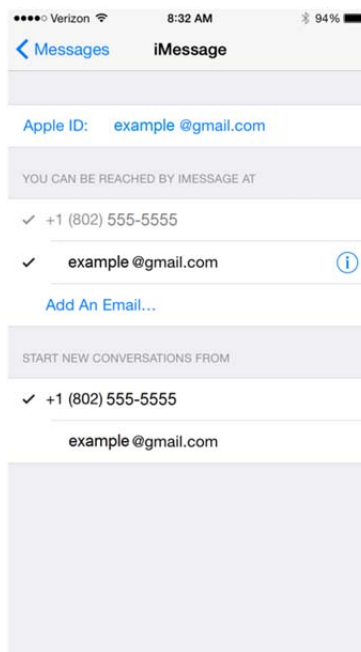 Verizon 8:32 AM 94%
Messages iMessage
Apple ID: example @gmail.com
YOU CAN BE REACHED BY IMESSAGE AT
+1 (802) 555-5555
example @gmail.com
Add An Email...
START NEW CONVERSATIONS FROM
+1 (802) 555-5555
example @gmail.com